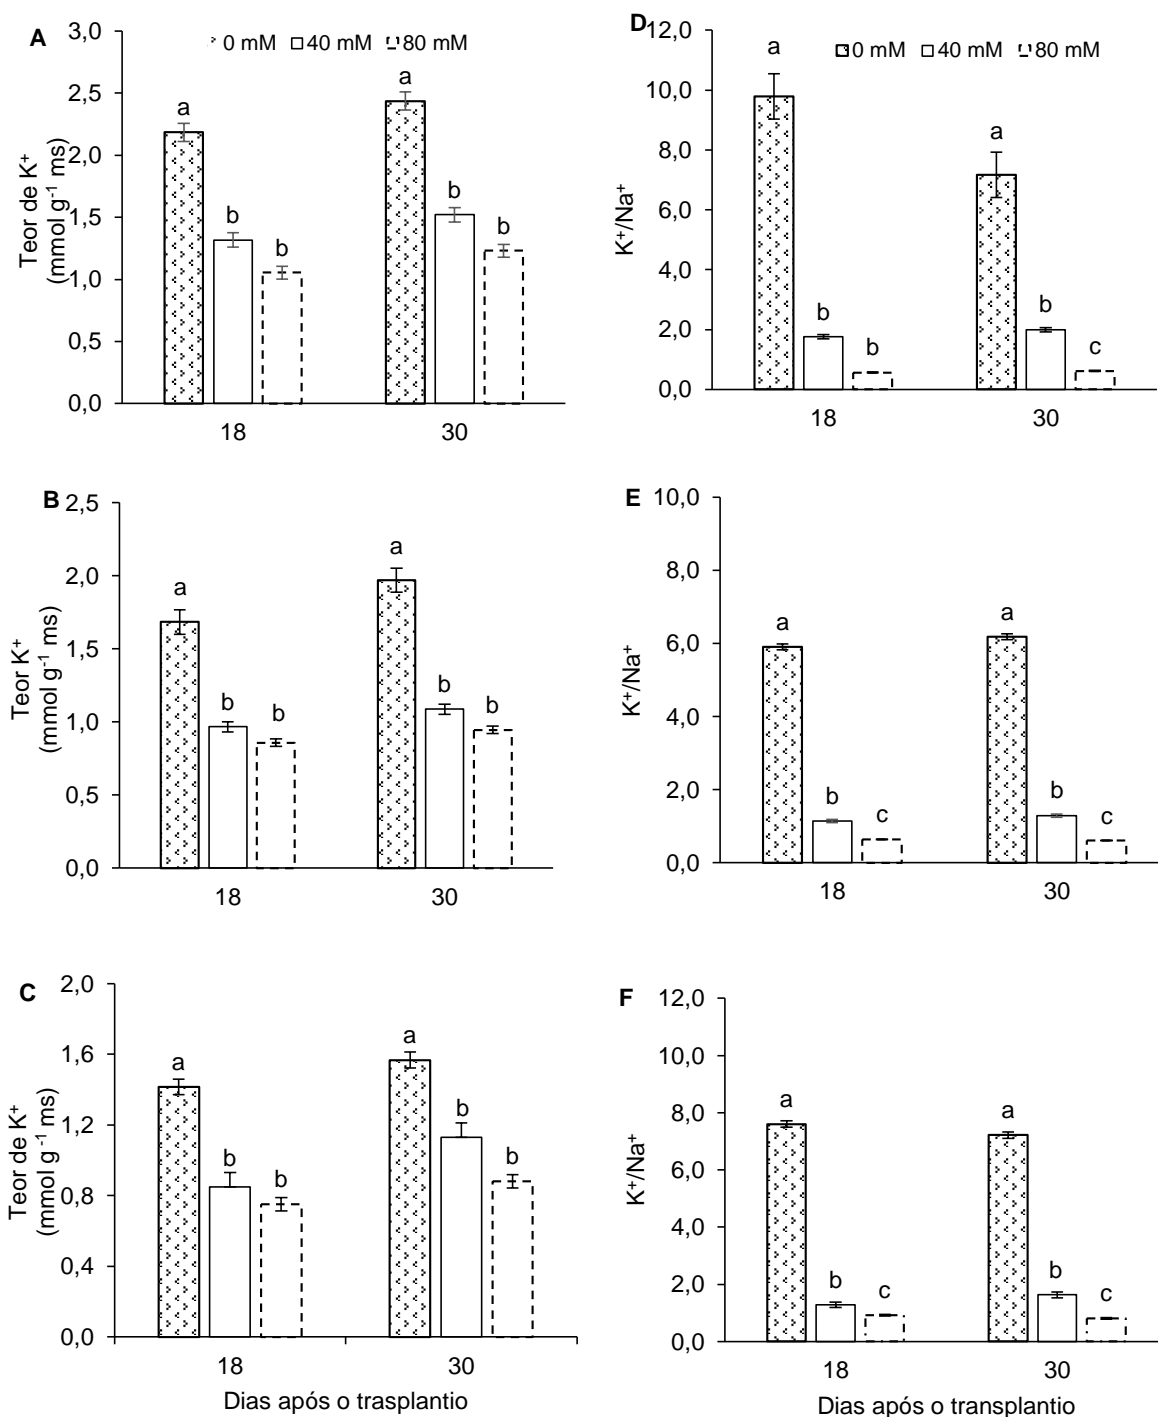 A
0 mM 40 mM 80 mM
3,0
2,5
2,0
1,5
1,0
0,5
0,0
Teor de K⁺
(mmol g⁻¹ ms)
a
b
b
a
b
b
18
30
D
0 mM 40 mM 80 mM
12,0
10,0
8,0
6,0
4,0
2,0
0,0
K⁺/Na⁺
a
b
b
a
b
c
18
30
B
2,5
2,0
1,5
1,0
0,5
0,0
Teor K⁺
(mmol g⁻¹ ms)
a
b
b
a
b
b
18
30
E
10,0
8,0
6,0
4,0
2,0
0,0
K⁺/Na⁺
a
b
c
a
b
c
18
30
C
2,0
1,6
1,2
0,8
0,4
0,0
Teor de K⁺
(mmol g⁻¹ ms)
a
b
b
a
b
b
18
30
Dias após o trasplantio
F
12,0
10,0
8,0
6,0
4,0
2,0
0,0
K⁺/Na⁺
a
b
c
a
b
c
18
30
Dias após o transplantio